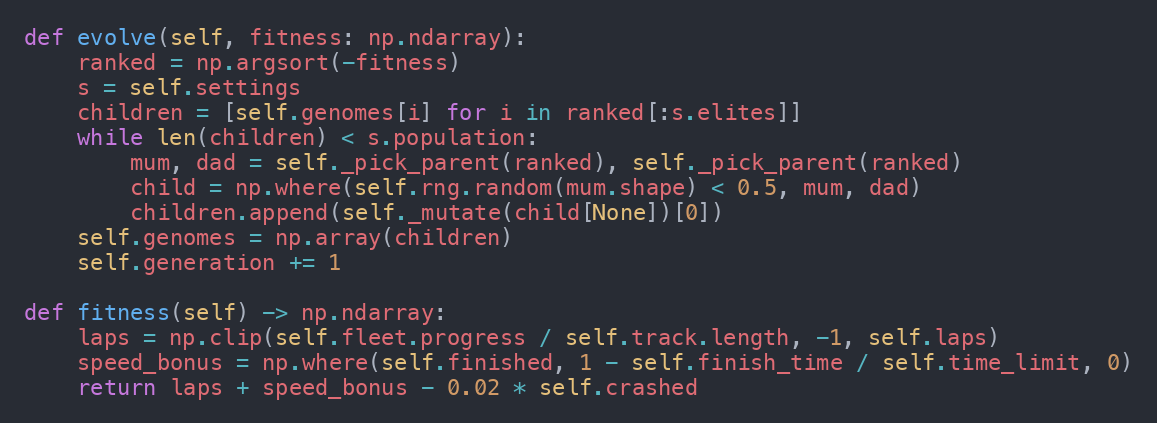 def evolve(self, fitness: np.ndarray):
    ranked = np.argsort(-fitness)
    s = self.settings
    children = [self.genomes[i] for i in ranked[:s.elites]]
    while len(children) < s.population:
        mum, dad = self._pick_parent(ranked), self._pick_parent(ranked)
        child = np.where(self.rng.random(mum.shape) < 0.5, mum, dad)
        children.append(self._mutate(child[None])[0])
    self.genomes = np.array(children)
    self.generation += 1

def fitness(self) -> np.ndarray:
    laps = np.clip(self.fleet.progress / self.track.length, -1, self.laps)
    speed_bonus = np.where(self.finished, 1 - self.finish_time / self.time_limit, 0)
    return laps + speed_bonus - 0.02 * self.crashed